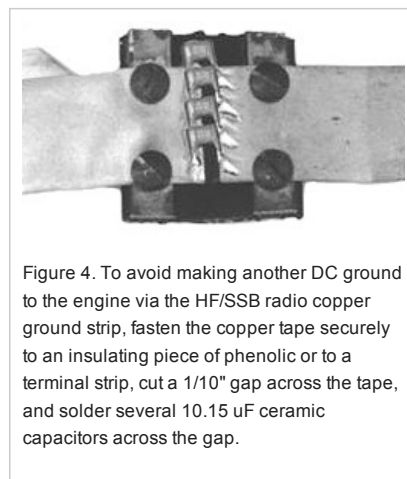 Figure 4. To avoid making another DC ground
to the engine via the HF/SSB radio copper
ground strip, fasten the copper tape securely
to an insulating piece of phenolic or to a
terminal strip, cut a 1/10" gap across the tape,
and solder several 10.15 uF ceramic
capacitors across the gap.